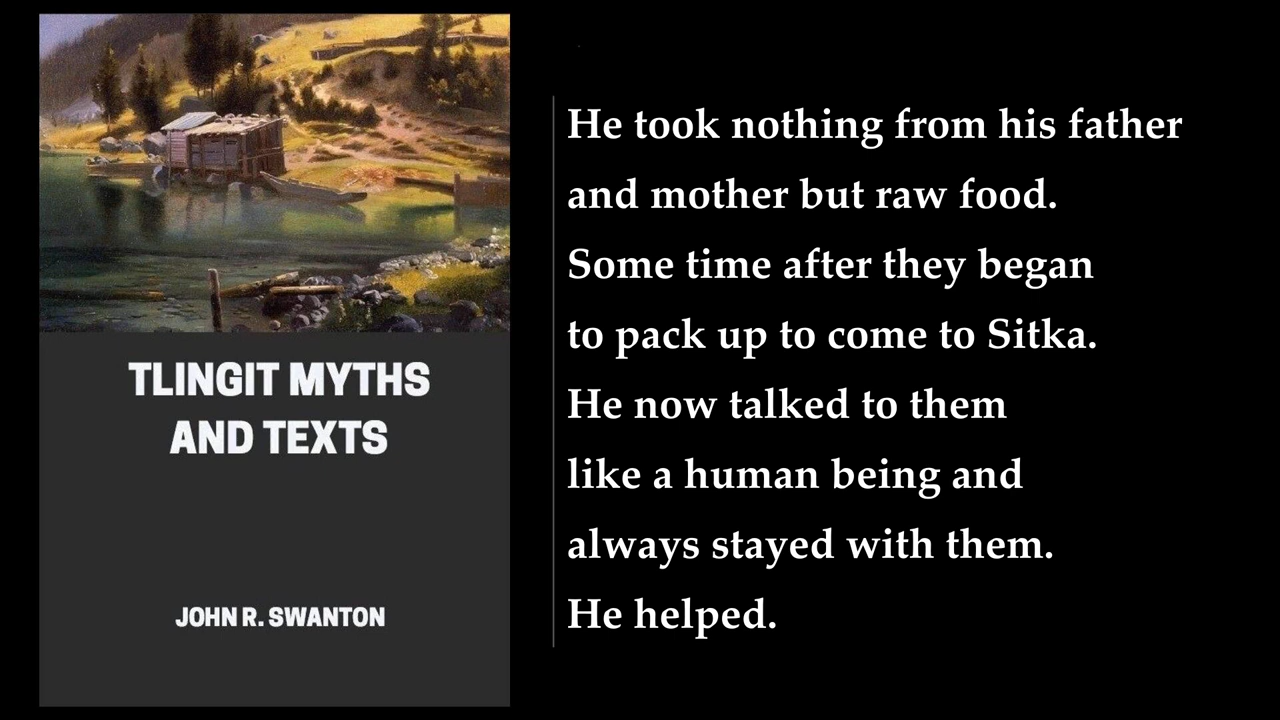 TLINGIT MYTHS
AND TEXTS
JOHN R. SWANTON
He took nothing from his father
and mother but raw food.
Some time after they began
to pack up to come to Sitka.
He now talked to them
like a human being and
always stayed with them.
He helped.